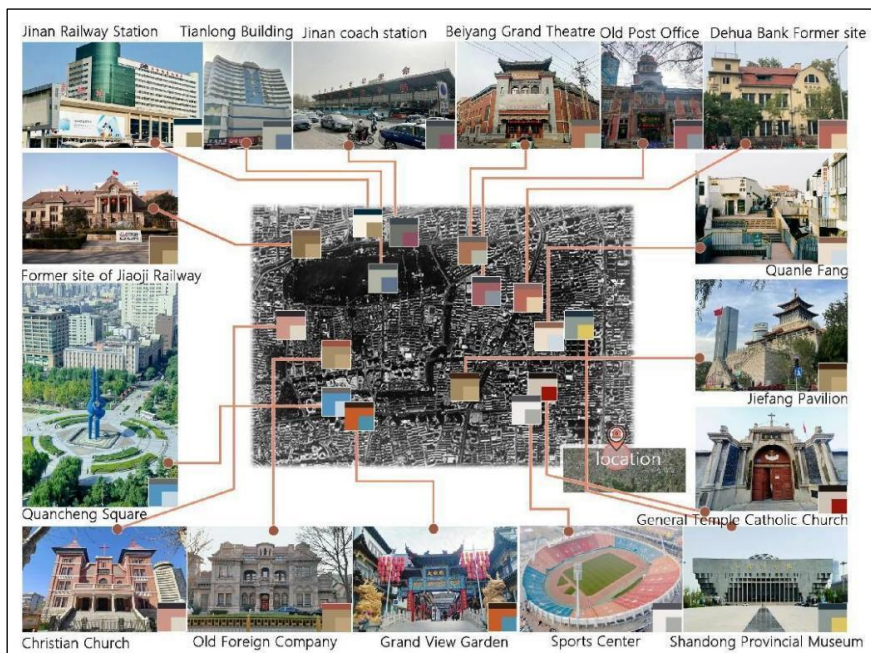 Jinan Railway Station
Tianlong Building
Jinan coach station
Beiyang Grand Theatre
Old Post Office
Dehua Bank Former site
Former site of Jiaoji Railway
Quanle Fang
Jiefang Pavilion
location
Quancheng Square
General Temple Catholic Church
Christian Church
Old Foreign Company
Grand View Garden
Sports Center
Shandong Provincial Museum